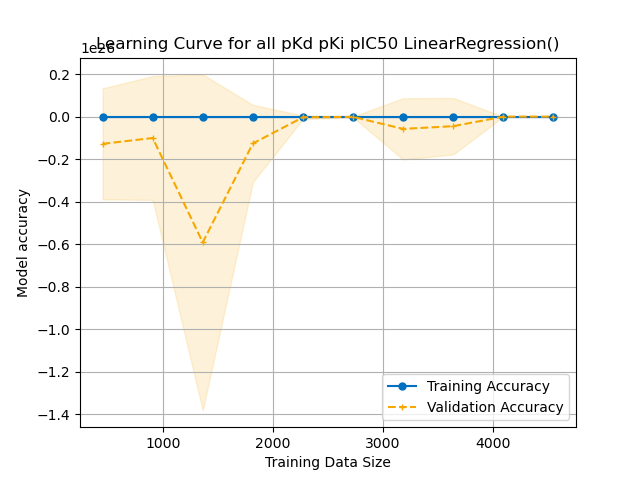 Learning Curve for all pKd pKi pIC50 LinearRegression()
1e26
0.2
0.0
−0.2
−0.4
−0.6
−0.8
−1.0
−1.2
−1.4
Model accuracy
Training Accuracy
Validation Accuracy
1000 2000 3000 4000
Training Data Size